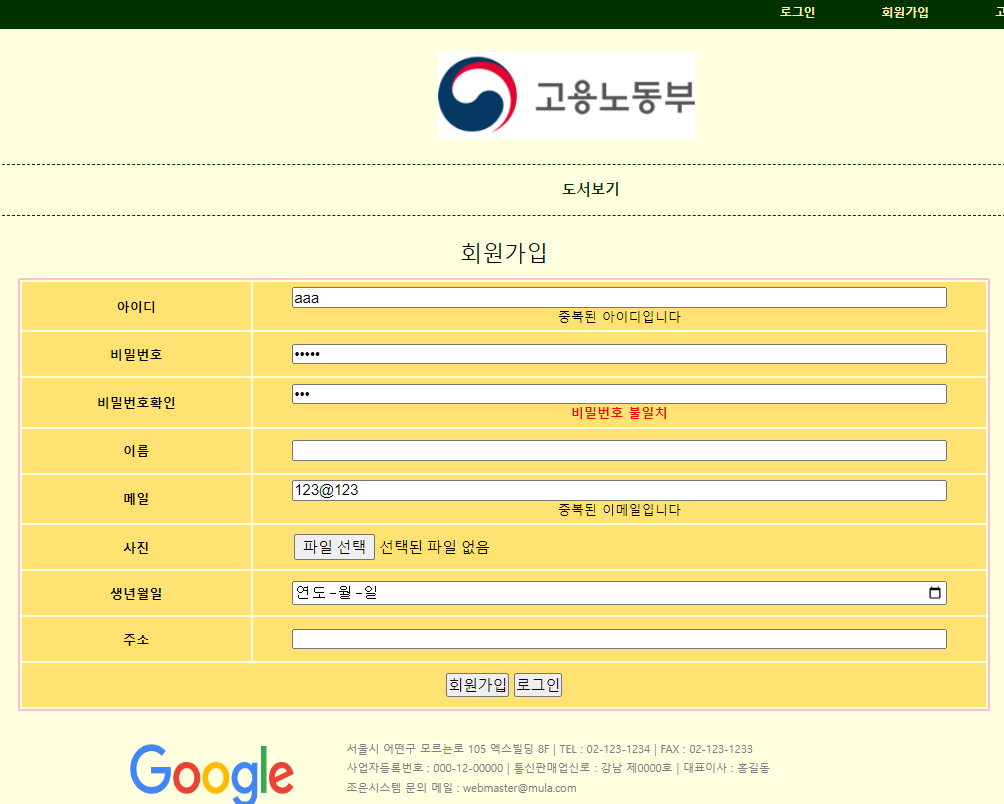 로그인 회원가입 고
고용노동부
도서보기
회원가입
아이디 aaa
중복된 아이디입니다
비밀번호 •••••
비밀번호확인 •••
비밀번호 불일치
이름
메일 123@123
중복된 이메일입니다
사진 파일 선택 선택된 파일 없음
생년월일 연도-월-일
주소
회원가입 로그인
Google
서울시 어떤구 모르는로 105 엑스빌딩 8F | TEL : 02-123-1234 | FAX : 02-123-1233
사업자등록번호 : 000-12-00000 | 통신판매업신로 : 강남 제0000호 | 대표이사 : 홍길동
조은시스템 문의 메일 : webmaster@mula.com